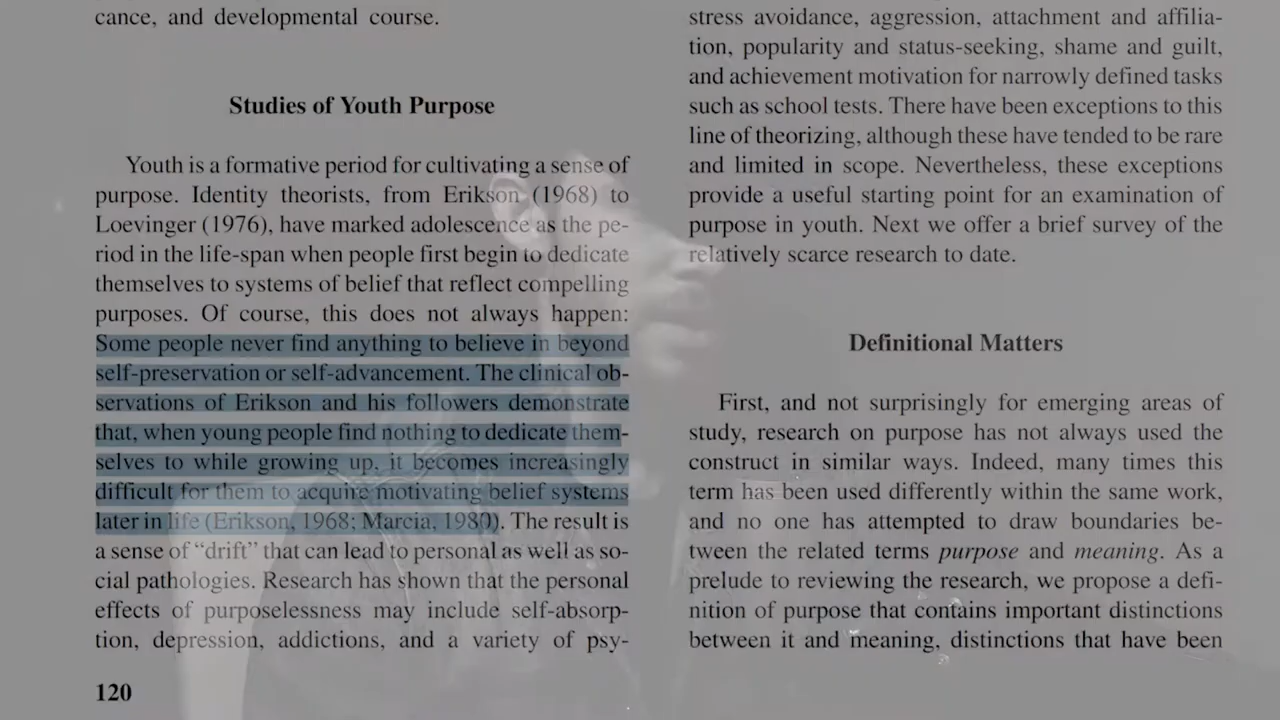 cance, and developmental course.
Studies of Youth Purpose
Youth is a formative period for cultivating a sense of
purpose. Identity theorists, from Erikson (1968) to
Loevinger (1976), have marked adolescence as the pe-
riod in the life-span when people first begin to dedicate
themselves to systems of belief that reflect compelling
purposes. Of course, this does not always happen:
Some people never find anything to believe in beyond
self-preservation or self-advancement. The clinical ob-
servations of Erikson and his followers demonstrate
that, when young people find nothing to dedicate them-
selves to while growing up, it becomes increasingly
difficult for them to acquire motivating belief systems
later in life (Erikson, 1968; Marcia, 1980). The result is
a sense of “drift” that can lead to personal as well as so-
cial pathologies. Research has shown that the personal
effects of purposelessness may include self-absorp-
tion, depression, addictions, and a variety of psy-
120
stress avoidance, aggression, attachment and affilia-
tion, popularity and status-seeking, shame and guilt,
and achievement motivation for narrowly defined tasks
such as school tests. There have been exceptions to this
line of theorizing, although these have tended to be rare
and limited in scope. Nevertheless, these exceptions
provide a useful starting point for an examination of
purpose in youth. Next we offer a brief survey of the
relatively scarce research to date.
Definitional Matters
First, and not surprisingly for emerging areas of
study, research on purpose has not always used the
construct in similar ways. Indeed, many times this
term has been used differently within the same work,
and no one has attempted to draw boundaries be-
tween the related terms purpose and meaning. As a
prelude to reviewing the research, we propose a defi-
nition of purpose that contains important distinctions
between it and meaning, distinctions that have been